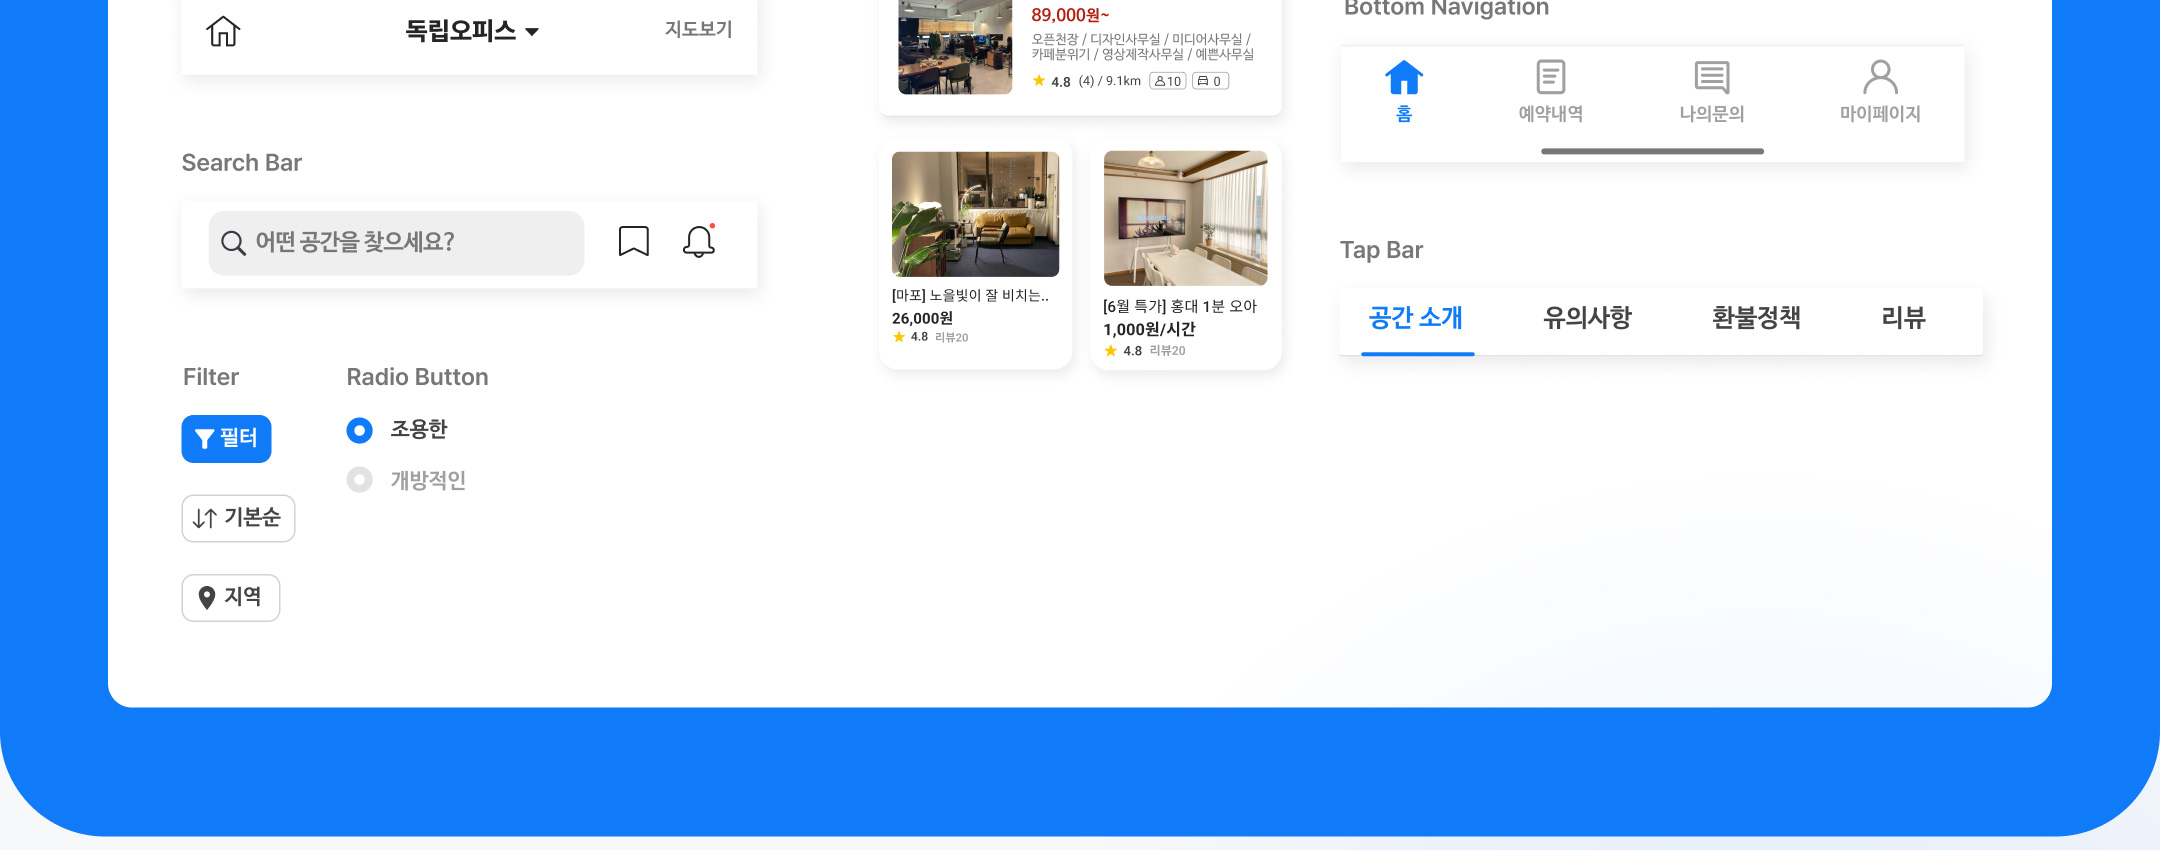 독립오피스
지도보기
Search Bar
어떤 공간을 찾으세요?
Filter
필터
기본순
지역
Radio Button
조용한
개방적인
89,000원~
오픈천장 / 디자인사무실 / 미디어사무실 /
카페분위기 / 영상제작사무실 / 예쁜사무실
4.8 (4) / 9.1km 10 0
[마포] 노을빛이 잘 비치는..
26,000원
4.8 리뷰20
[6월 특가] 홍대 1분 오아
1,000원/시간
4.8 리뷰20
Bottom Navigation
홈
예약내역
나의문의
마이페이지
Tap Bar
공간 소개
유의사항
환불정책
리뷰